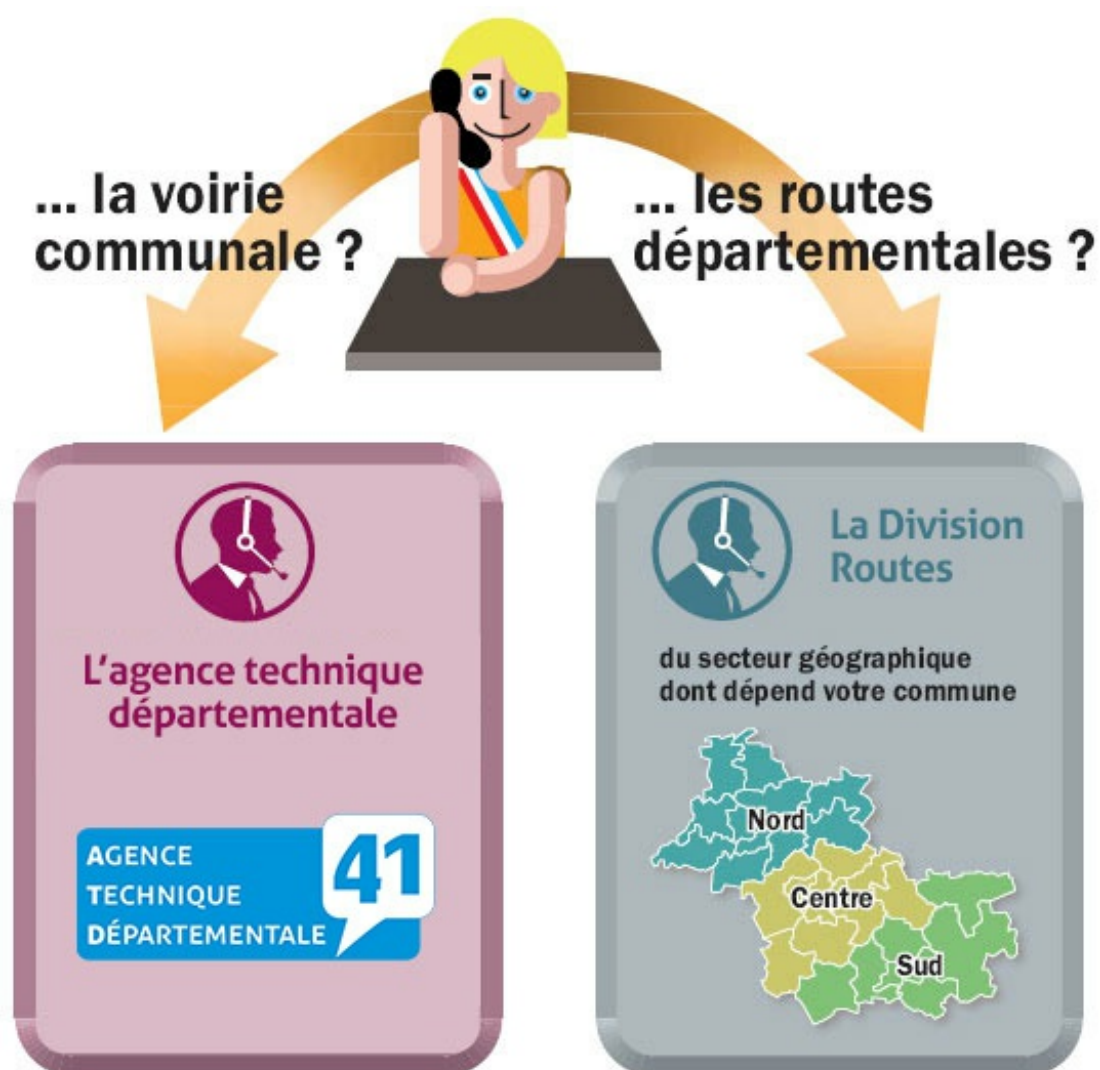 ... la voirie
communale ?
... les routes
départementales ?
L'agence technique
départementale
AGENCE
TECHNIQUE
DÉPARTEMENTALE
41
La Division
Routes
du secteur géographique
dont dépend votre commune
Nord
Centre
Sud